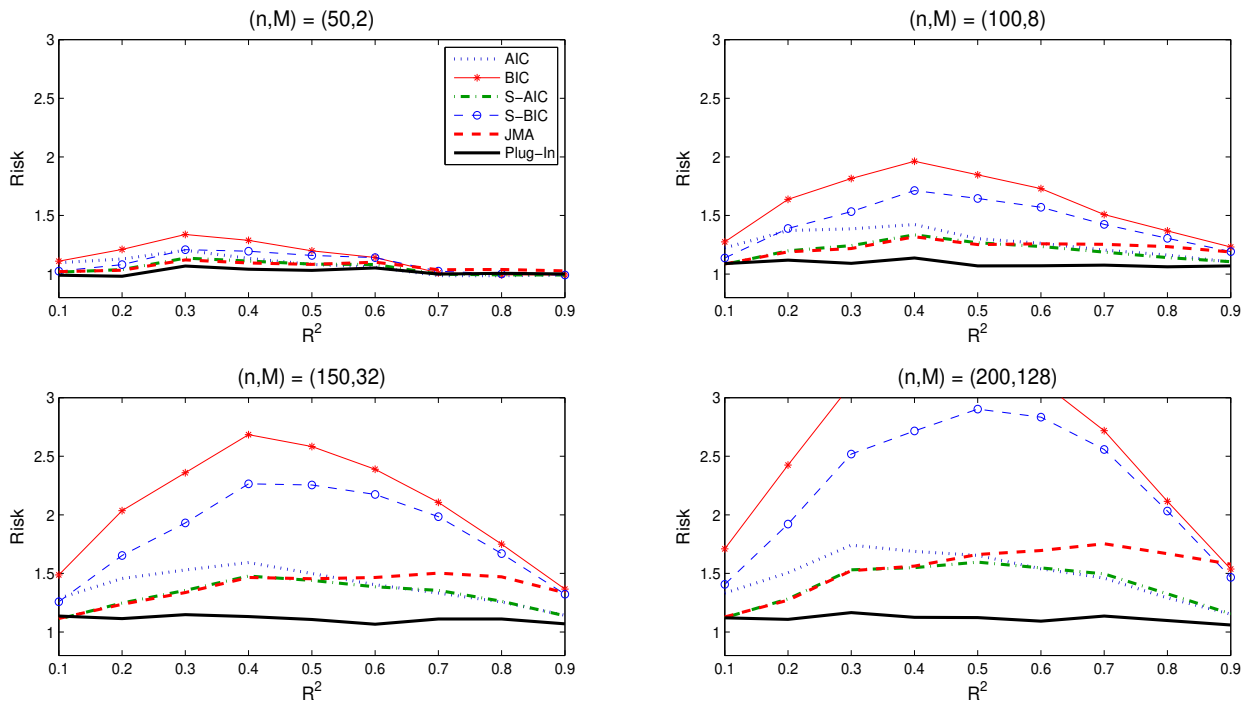 (n,M) = (50,2)
3
2.5
2
1.5
1
Risk
0.1 0.2 0.3 0.4 0.5 0.6 0.7 0.8 0.9
R^2
AIC
BIC
S-AIC
S-BIC
JMA
Plug-In
(n,M) = (100,8)
3
2.5
2
1.5
1
Risk
0.1 0.2 0.3 0.4 0.5 0.6 0.7 0.8 0.9
R^2
(n,M) = (150,32)
3
2.5
2
1.5
1
Risk
0.1 0.2 0.3 0.4 0.5 0.6 0.7 0.8 0.9
R^2
(n,M) = (200,128)
3
2.5
2
1.5
1
Risk
0.1 0.2 0.3 0.4 0.5 0.6 0.7 0.8 0.9
R^2